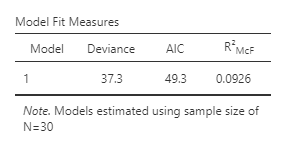 Model Fit Measures
Model Deviance AIC R²McF
1 37.3 49.3 0.0926
Note. Models estimated using sample size of
N=30